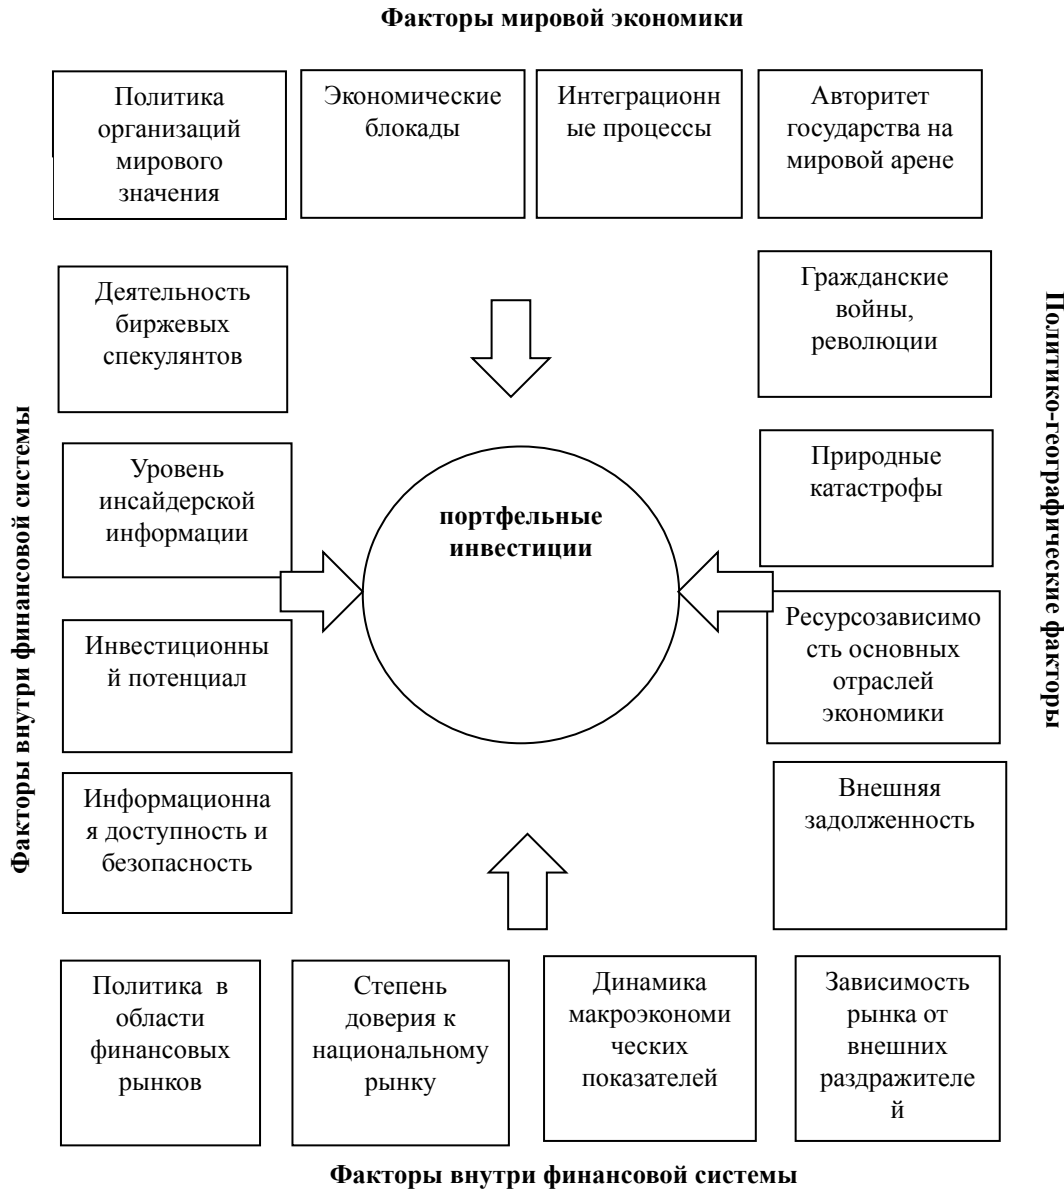 Факторы мировой экономики
Политика
организаций
мирового
значения
Экономические
блокады
Интеграционн
ые процессы
Авторитет
государства на
мировой арене
Деятельность
биржевых
спекулянтов
Гражданские
войны,
революции
Факторы внутри финансовой системы
Политико-географические факторы
Уровень
инсайдерской
информации
портфельные
инвестиции
Природные
катастрофы
Инвестиционны
й потенциал
Ресурсозависимо
сть основных
отраслей
экономики
Информационна
я доступность и
безопасность
Внешняя
задолженность
Политика в
области
финансовых
рынков
Степень
доверия к
национальному
рынку
Динамика
макроэкономи
ческих
показателей
Зависимость
рынка от
внешних
раздражителе
й
Факторы внутри финансовой системы